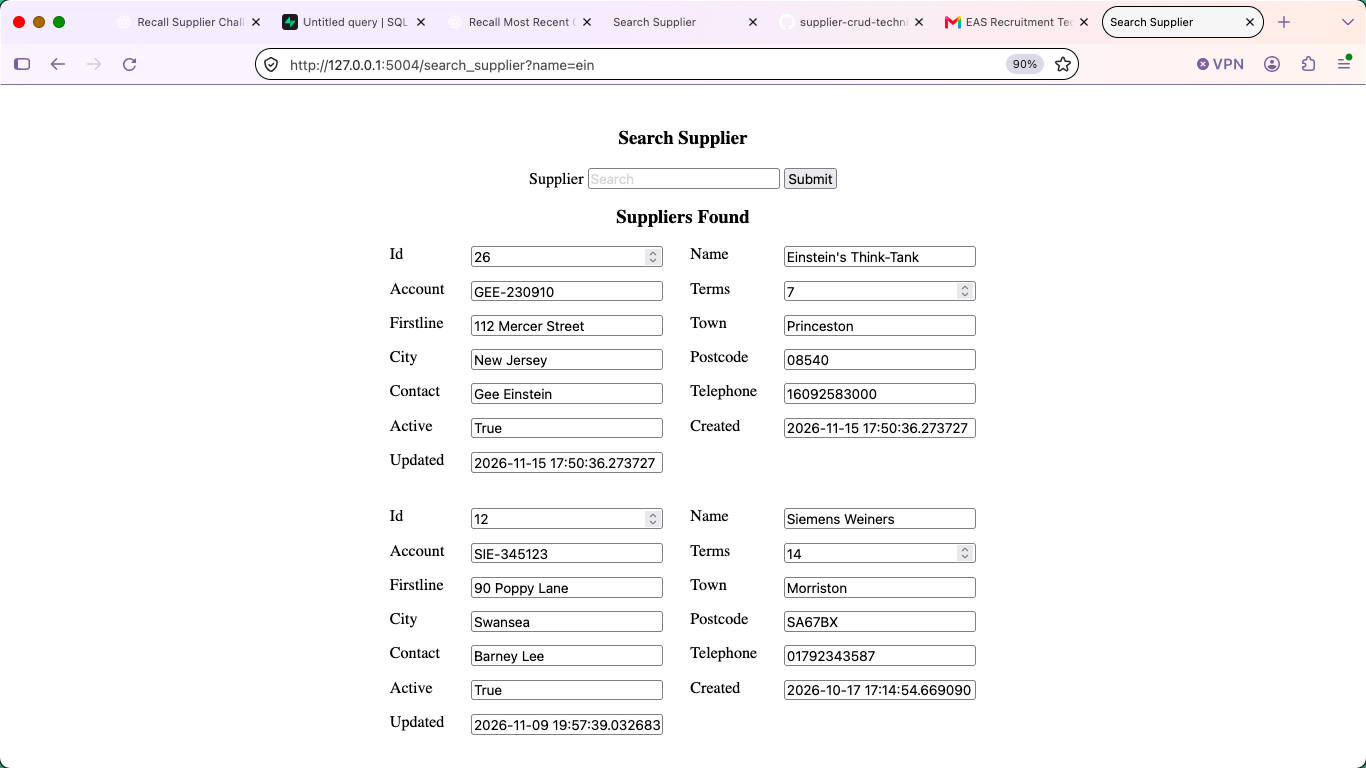 Recall Supplier Chal
Untitled query | SQL
Recall Most Recent
Search Supplier
supplier-crud-techni
EAS Recruitment Tec
Search Supplier
http://127.0.0.1:5004/search_supplier?name=ein
90%
VPN
Search Supplier
Supplier Search Submit
Suppliers Found
Id 26 Name Einstein's Think-Tank
Account GEE-230910 Terms 7
Firstline 112 Mercer Street Town Princeston
City New Jersey Postcode 08540
Contact Gee Einstein Telephone 16092583000
Active True Created 2026-11-15 17:50:36.273727
Updated 2026-11-15 17:50:36.273727
Id 12 Name Siemens Weiners
Account SIE-345123 Terms 14
Firstline 90 Poppy Lane Town Morriston
City Swansea Postcode SA67BX
Contact Barney Lee Telephone 01792343587
Active True Created 2026-10-17 17:14:54.669090
Updated 2026-11-09 19:57:39.032683